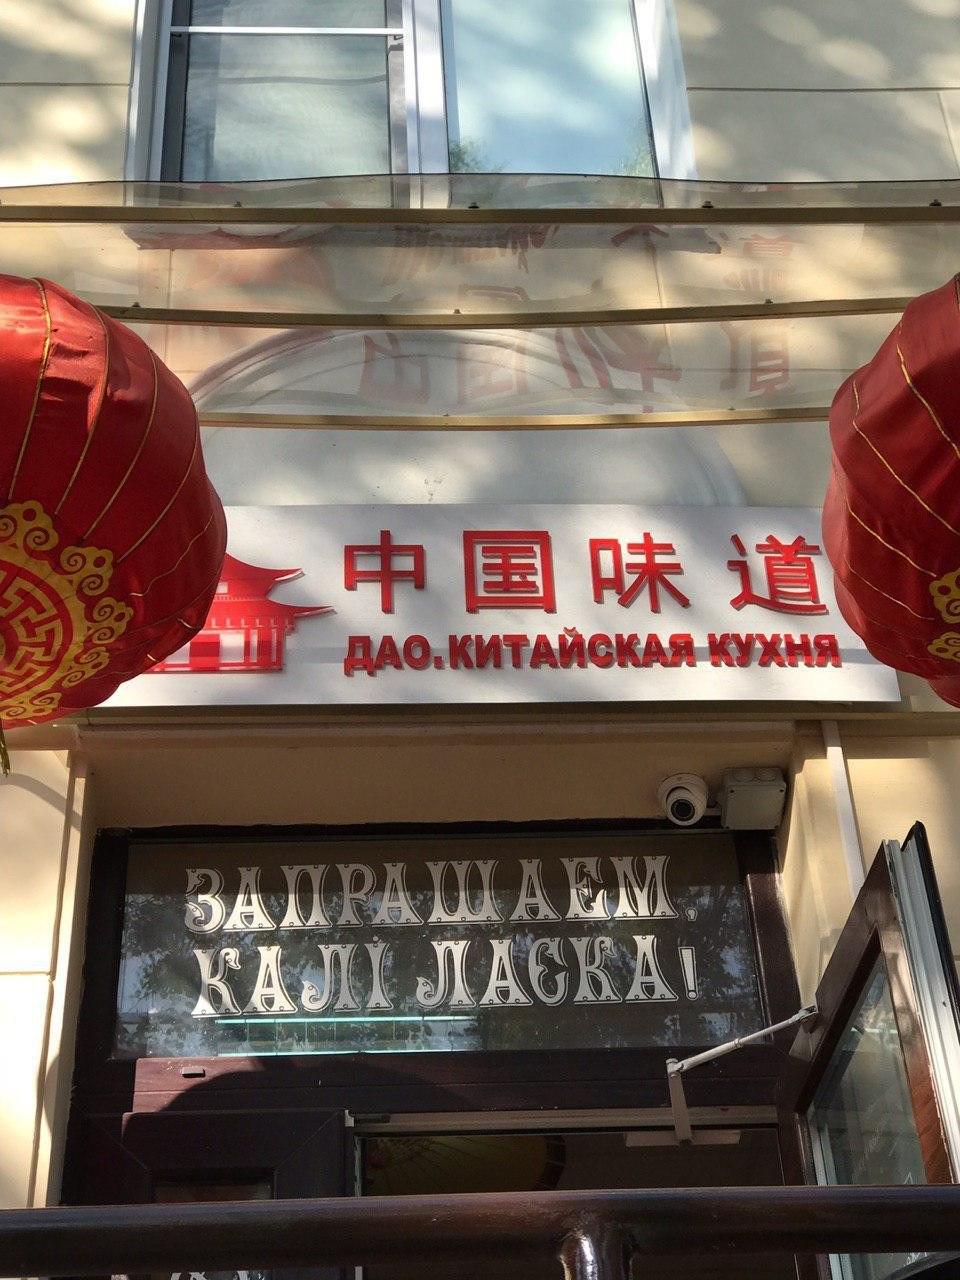 中国味道
ДАО.КИТАЙСКАЯ КУХНЯ
ЗАПРАШАЕМ,
КАЛІ ЛАСКА!